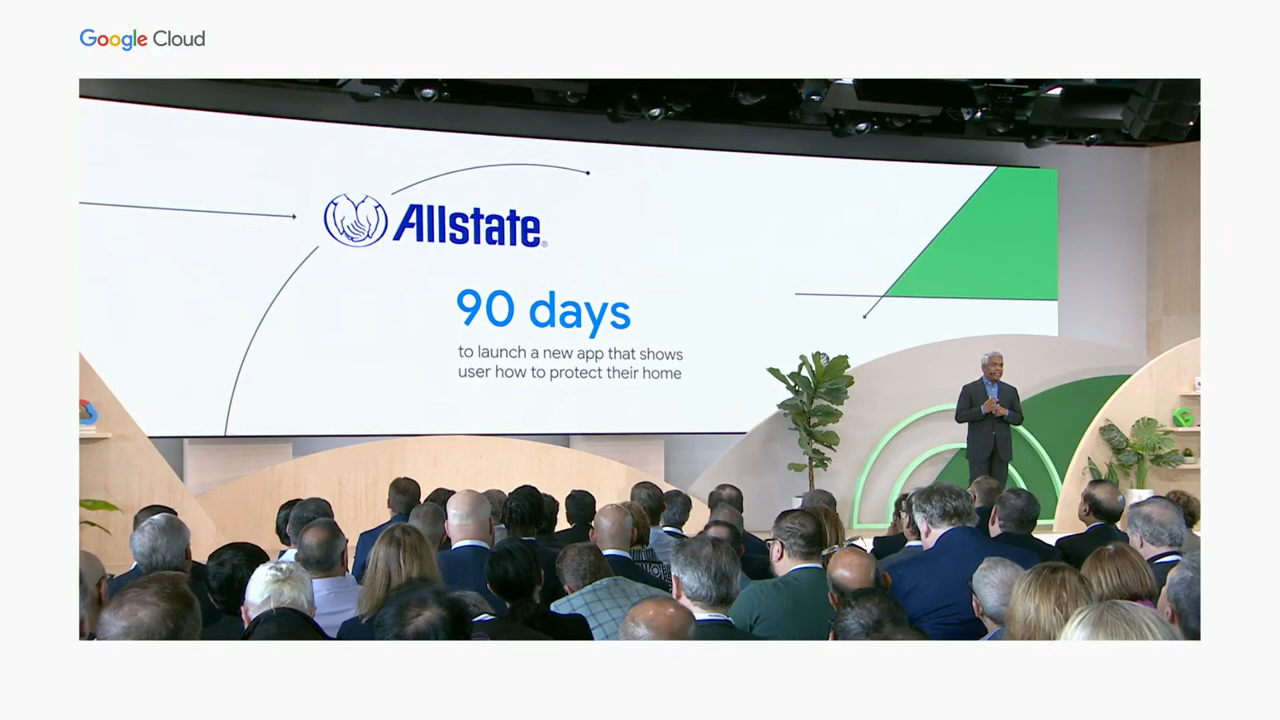 Google Cloud
Allstate®
90 days
to launch a new app that shows
user how to protect their home